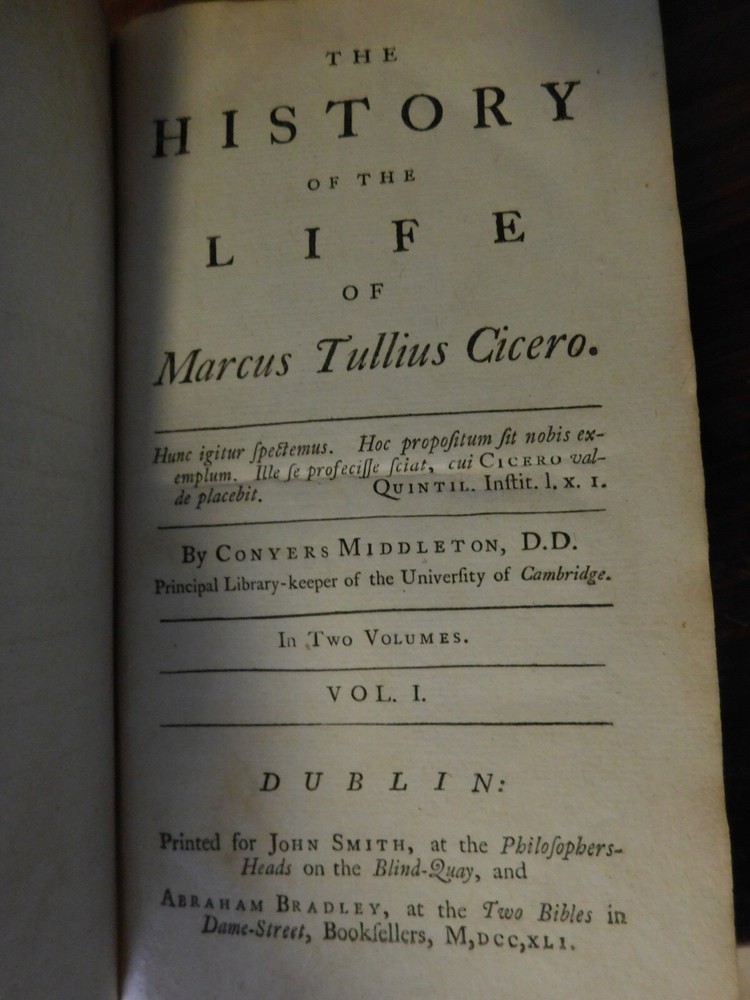 THE
HISTORY
OF THE
LIFE
OF
Marcus Tullius Cicero.
Hunc igitur ſpectemus. Hoc propoſitum ſit nobis ex-
emplum. Ille ſe profeciſſe ſciat, cui CICERO val-
de placebit. QUINTIL. Inſtit. l. x. 1.
By CONYERS MIDDLETON, D.D.
Principal Library-keeper of the Univerſity of Cambridge.
In TWO VOLUMES.
VOL. I.
DUBLIN:
Printed for JOHN SMITH, at the Philoſophers-
Heads on the Blind-Quay, and
ABRAHAM BRADLEY, at the Two Bibles in
Dame-Street, Bookſellers, M,DCC,XLI.